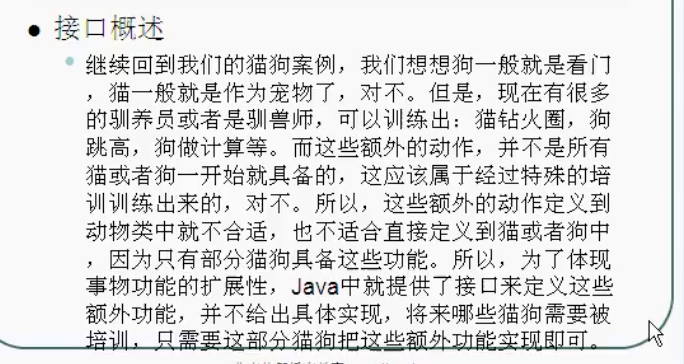 接口概述
继续回到我们的猫狗案例，我们想想狗一般就是看门
，猫一般就是作为宠物了，对不。但是，现在有很多
的驯养员或者是驯兽师，可以训练出：猫钻火圈，狗
跳高，狗做计算等。而这些额外的动作，并不是所有
猫或者狗一开始就具备的，这应该属于经过特殊的培
训训练出来的，对不。所以，这些额外的动作定义到
动物类中就不合适，也不适合直接定义到猫或者狗中
，因为只有部分猫狗具备这些功能。所以，为了体现
事物功能的扩展性，Java中就提供了接口来定义这些
额外功能，并不给出具体实现，将来哪些猫狗需要被
培训，只需要这部分猫狗把这些额外功能实现即可。